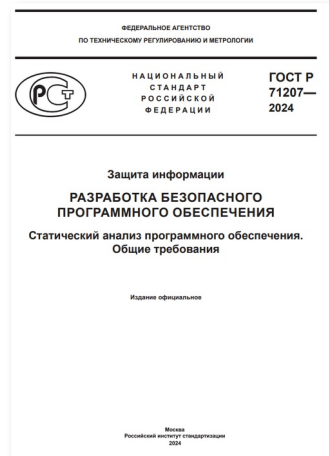 ФЕДЕРАЛЬНОЕ АГЕНТСТВО
ПО ТЕХНИЧЕСКОМУ РЕГУЛИРОВАНИЮ И МЕТРОЛОГИИ
НАЦИОНАЛЬНЫЙ
СТАНДАРТ
РОССИЙСКОЙ
ФЕДЕРАЦИИ
ГОСТ Р
71207—
2024
Защита информации
РАЗРАБОТКА БЕЗОПАСНОГО
ПРОГРАММНОГО ОБЕСПЕЧЕНИЯ
Статический анализ программного обеспечения.
Общие требования
Издание официальное
Москва
Российский институт стандартизации
2024